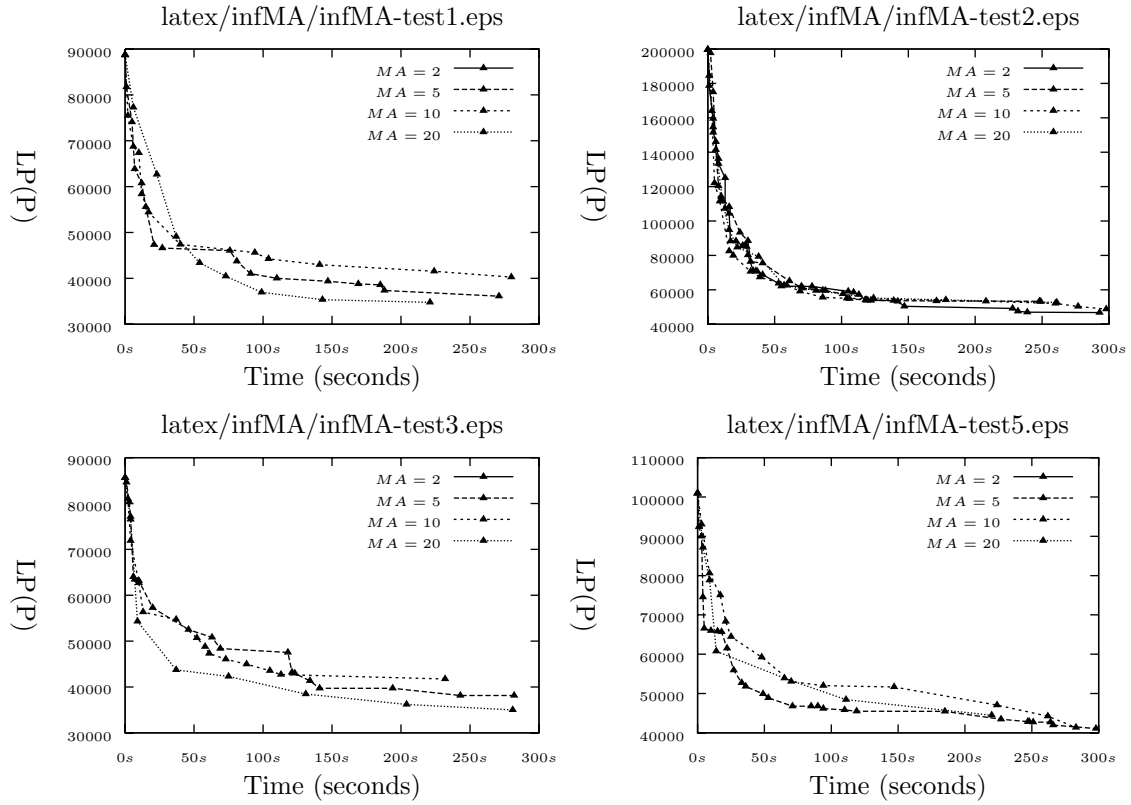 latex/infMA/infMA-test1.eps
90000
80000
70000
60000
50000
40000
30000
0s 50s 100s 150s 200s 250s 300s
LP(P)
Time (seconds)
MA = 2
MA = 5
MA = 10
MA = 20
latex/infMA/infMA-test2.eps
200000
180000
160000
140000
120000
100000
80000
60000
40000
0s 50s 100s 150s 200s 250s 300s
LP(P)
Time (seconds)
MA = 2
MA = 5
MA = 10
MA = 20
latex/infMA/infMA-test3.eps
90000
80000
70000
60000
50000
40000
30000
0s 50s 100s 150s 200s 250s 300s
LP(P)
Time (seconds)
MA = 2
MA = 5
MA = 10
MA = 20
latex/infMA/infMA-test5.eps
110000
100000
90000
80000
70000
60000
50000
40000
0s 50s 100s 150s 200s 250s 300s
LP(P)
Time (seconds)
MA = 2
MA = 5
MA = 10
MA = 20